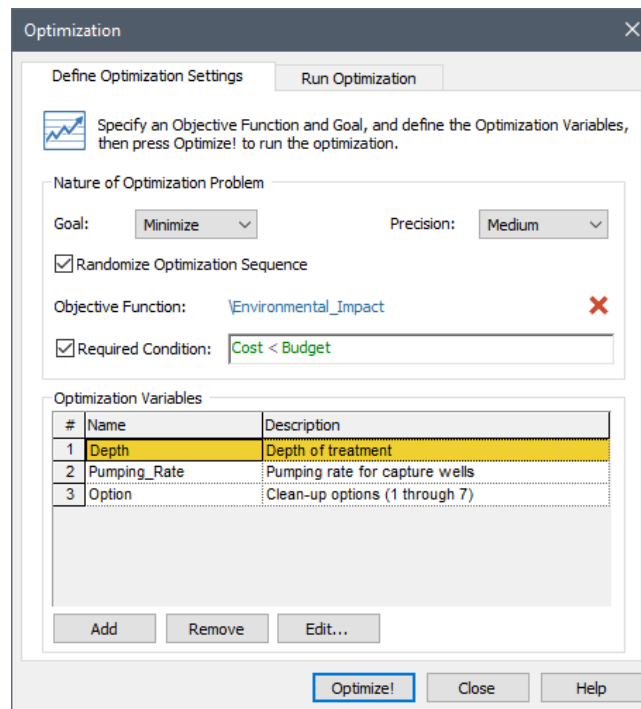 Optimization
Define Optimization Settings
Run Optimization
Specify an Objective Function and Goal, and define the Optimization Variables,
then press Optimize! to run the optimization.
Nature of Optimization Problem
Goal: Minimize Precision: Medium
Randomize Optimization Sequence
Objective Function: \Environmental_Impact
Required Condition: Cost < Budget
Optimization Variables
# Name Description
1 Depth Depth of treatment
2 Pumping_Rate Pumping rate for capture wells
3 Option Clean-up options (1 through 7)
Add Remove Edit...
Optimize! Close Help